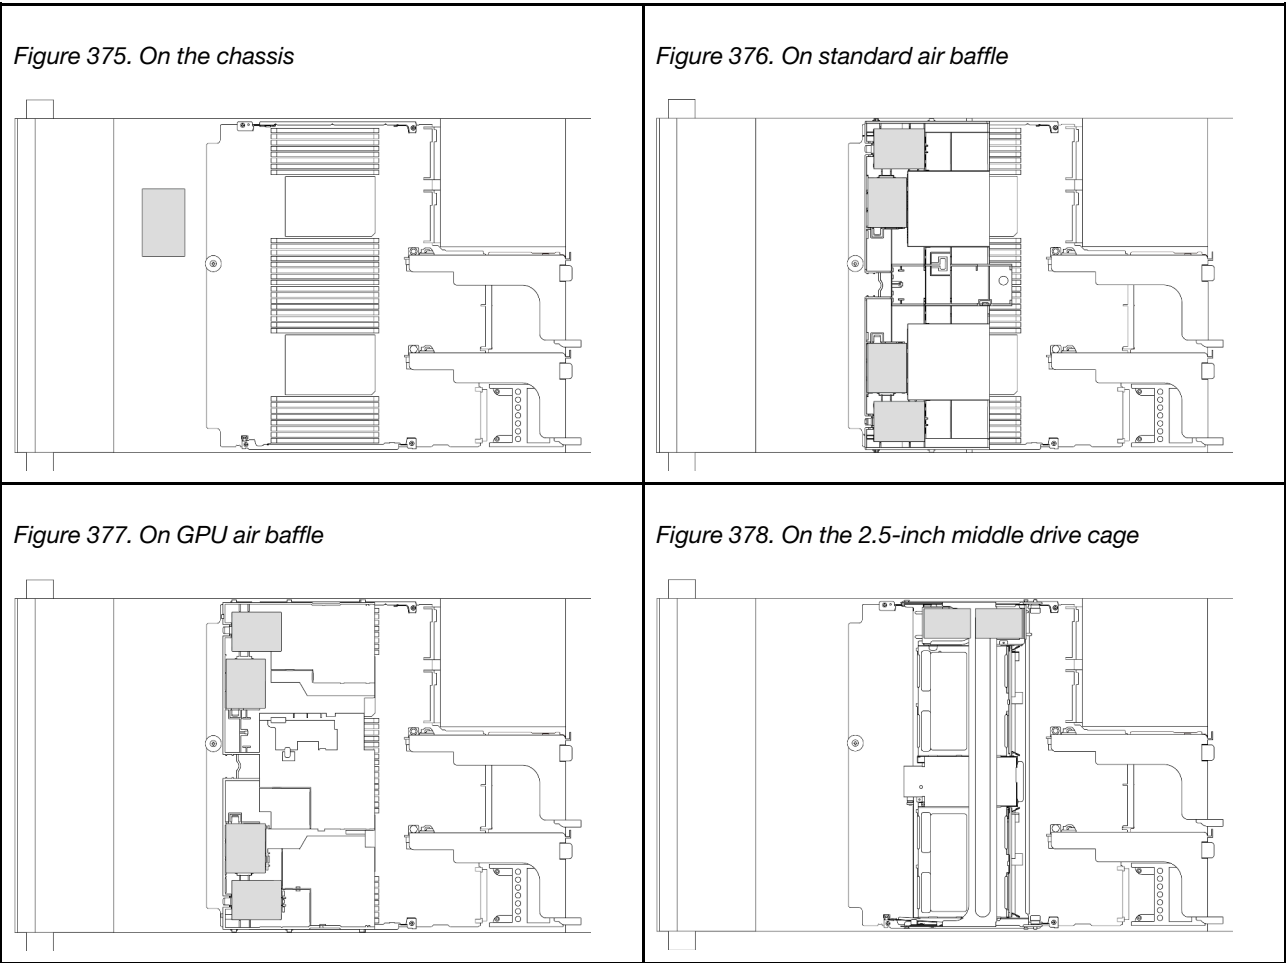 Figure 375. On the chassis
Figure 376. On standard air baffle
Figure 377. On GPU air baffle
Figure 378. On the 2.5-inch middle drive cage